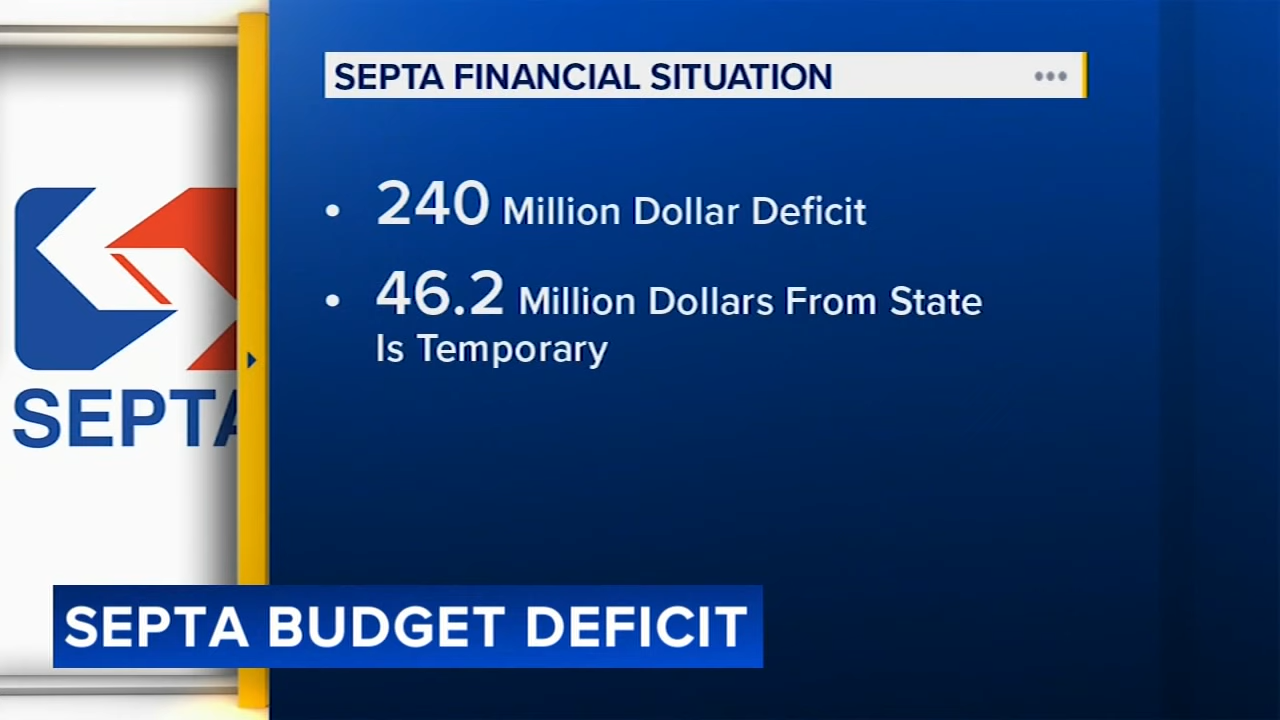 SEPTA FINANCIAL SITUATION
• 240 Million Dollar Deficit
• 46.2 Million Dollars From State
Is Temporary
SEPTA
SEPTA BUDGET DEFICIT